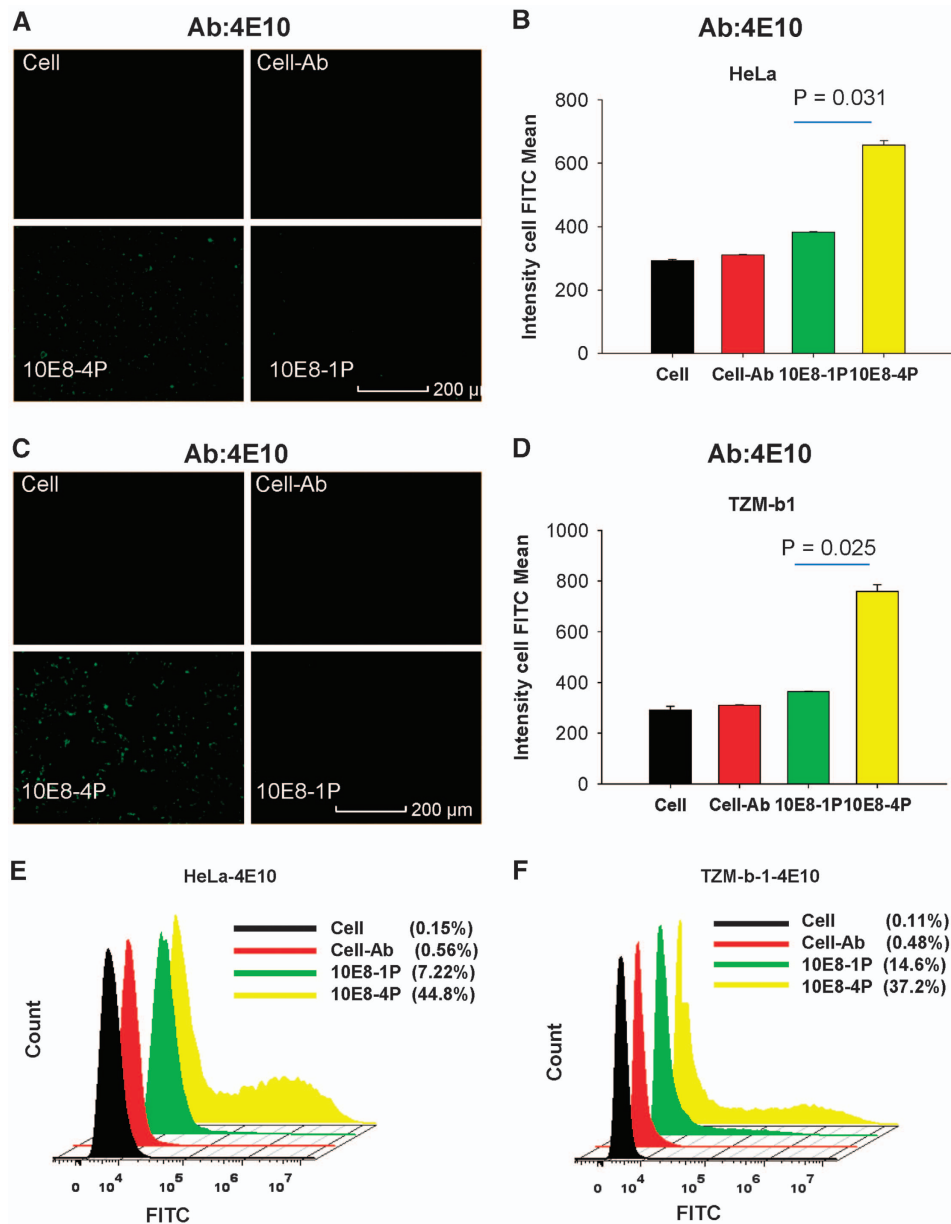 A
Ab:4E10
Cell
Cell-Ab
10E8-4P
10E8-1P
200 µ
B
Ab:4E10
HeLa
P = 0.031
Intensity cell FITC Mean
800
600
400
200
0
Cell
Cell-Ab
10E8-1P
10E8-4P
C
Ab:4E10
Cell
Cell-Ab
10E8-4P
10E8-1P
200 µm
D
Ab:4E10
TZM-b1
P = 0.025
Intensity cell FITC Mean
1000
800
600
400
200
0
Cell
Cell-Ab
10E8-1P
10E8-4P
E
HeLa-4E10
Cell (0.15%)
Cell-Ab (0.56%)
10E8-1P (7.22%)
10E8-4P (44.8%)
Count
0 10^4 10^5 10^6 10^7
FITC
F
TZM-b-1-4E10
Cell (0.11%)
Cell-Ab (0.48%)
10E8-1P (14.6%)
10E8-4P (37.2%)
Count
0 10^4 10^5 10^6 10^7
FITC